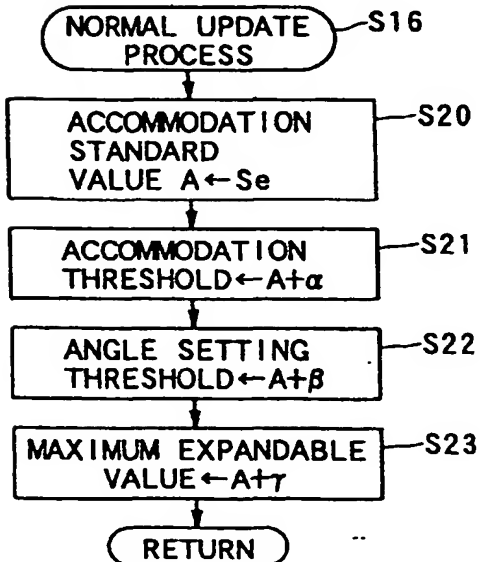 NORMAL UPDATE
PROCESS
S16
ACCOMMODATION
STANDARD
VALUE A←Se
S20
ACCOMMODATION
THRESHOLD←A+α
S21
ANGLE SETTING
THRESHOLD←A+β
S22
MAXIMUM EXPANDABLE
VALUE←A+γ
S23
RETURN